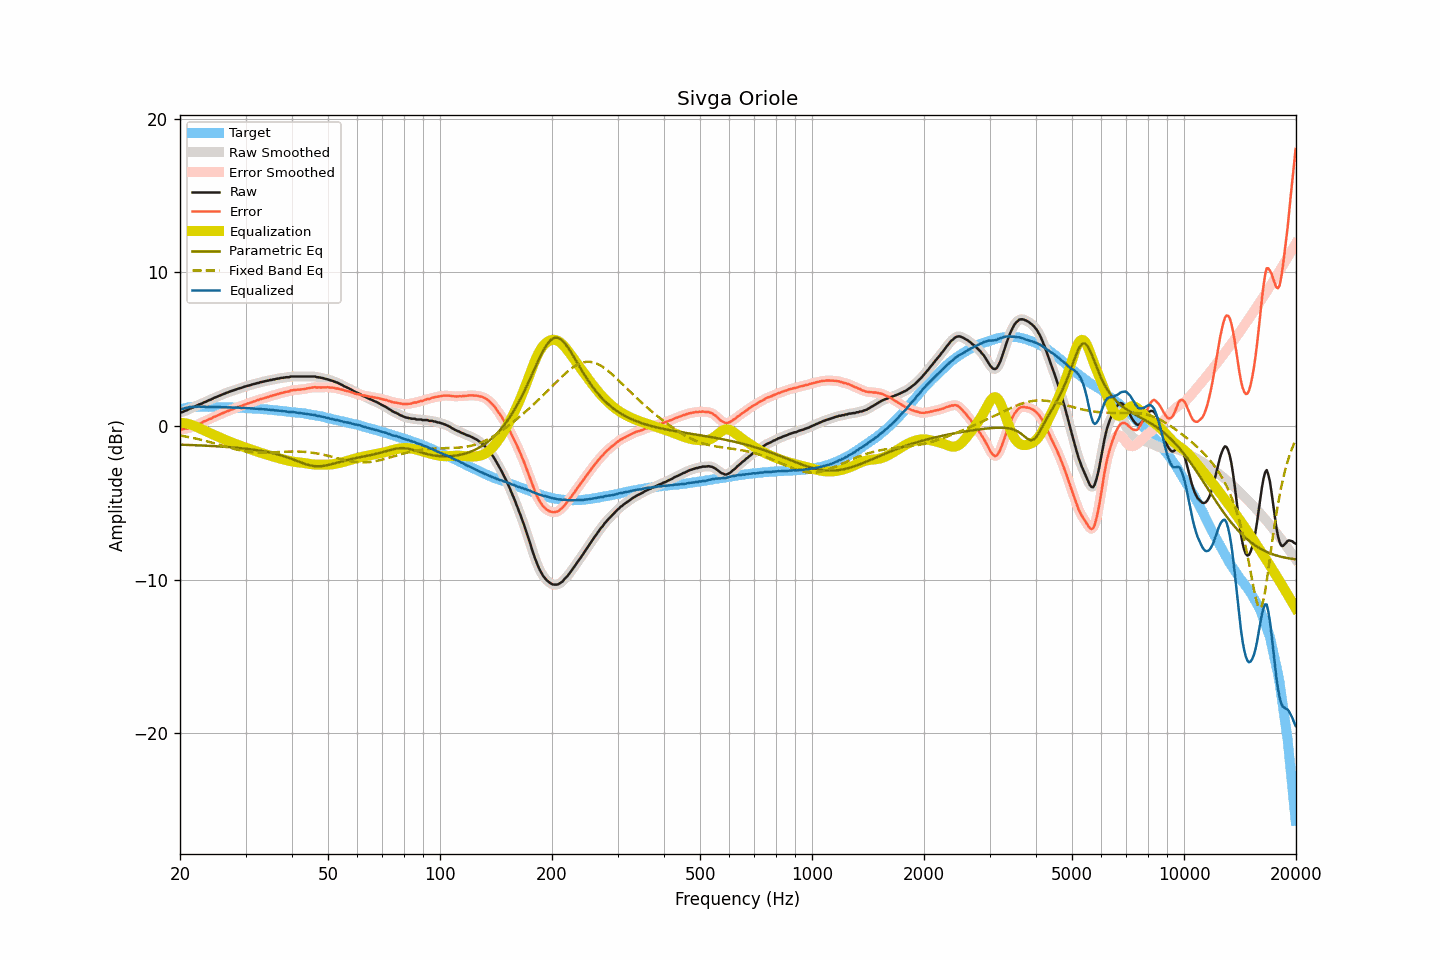 Sivga Oriole
20
10
0
−10
−20
Amplitude (dBr)
Target
Raw Smoothed
Error Smoothed
Raw
Error
Equalization
Parametric Eq
Fixed Band Eq
Equalized
20 50 100 200 500 1000 2000 5000 10000 20000
Frequency (Hz)